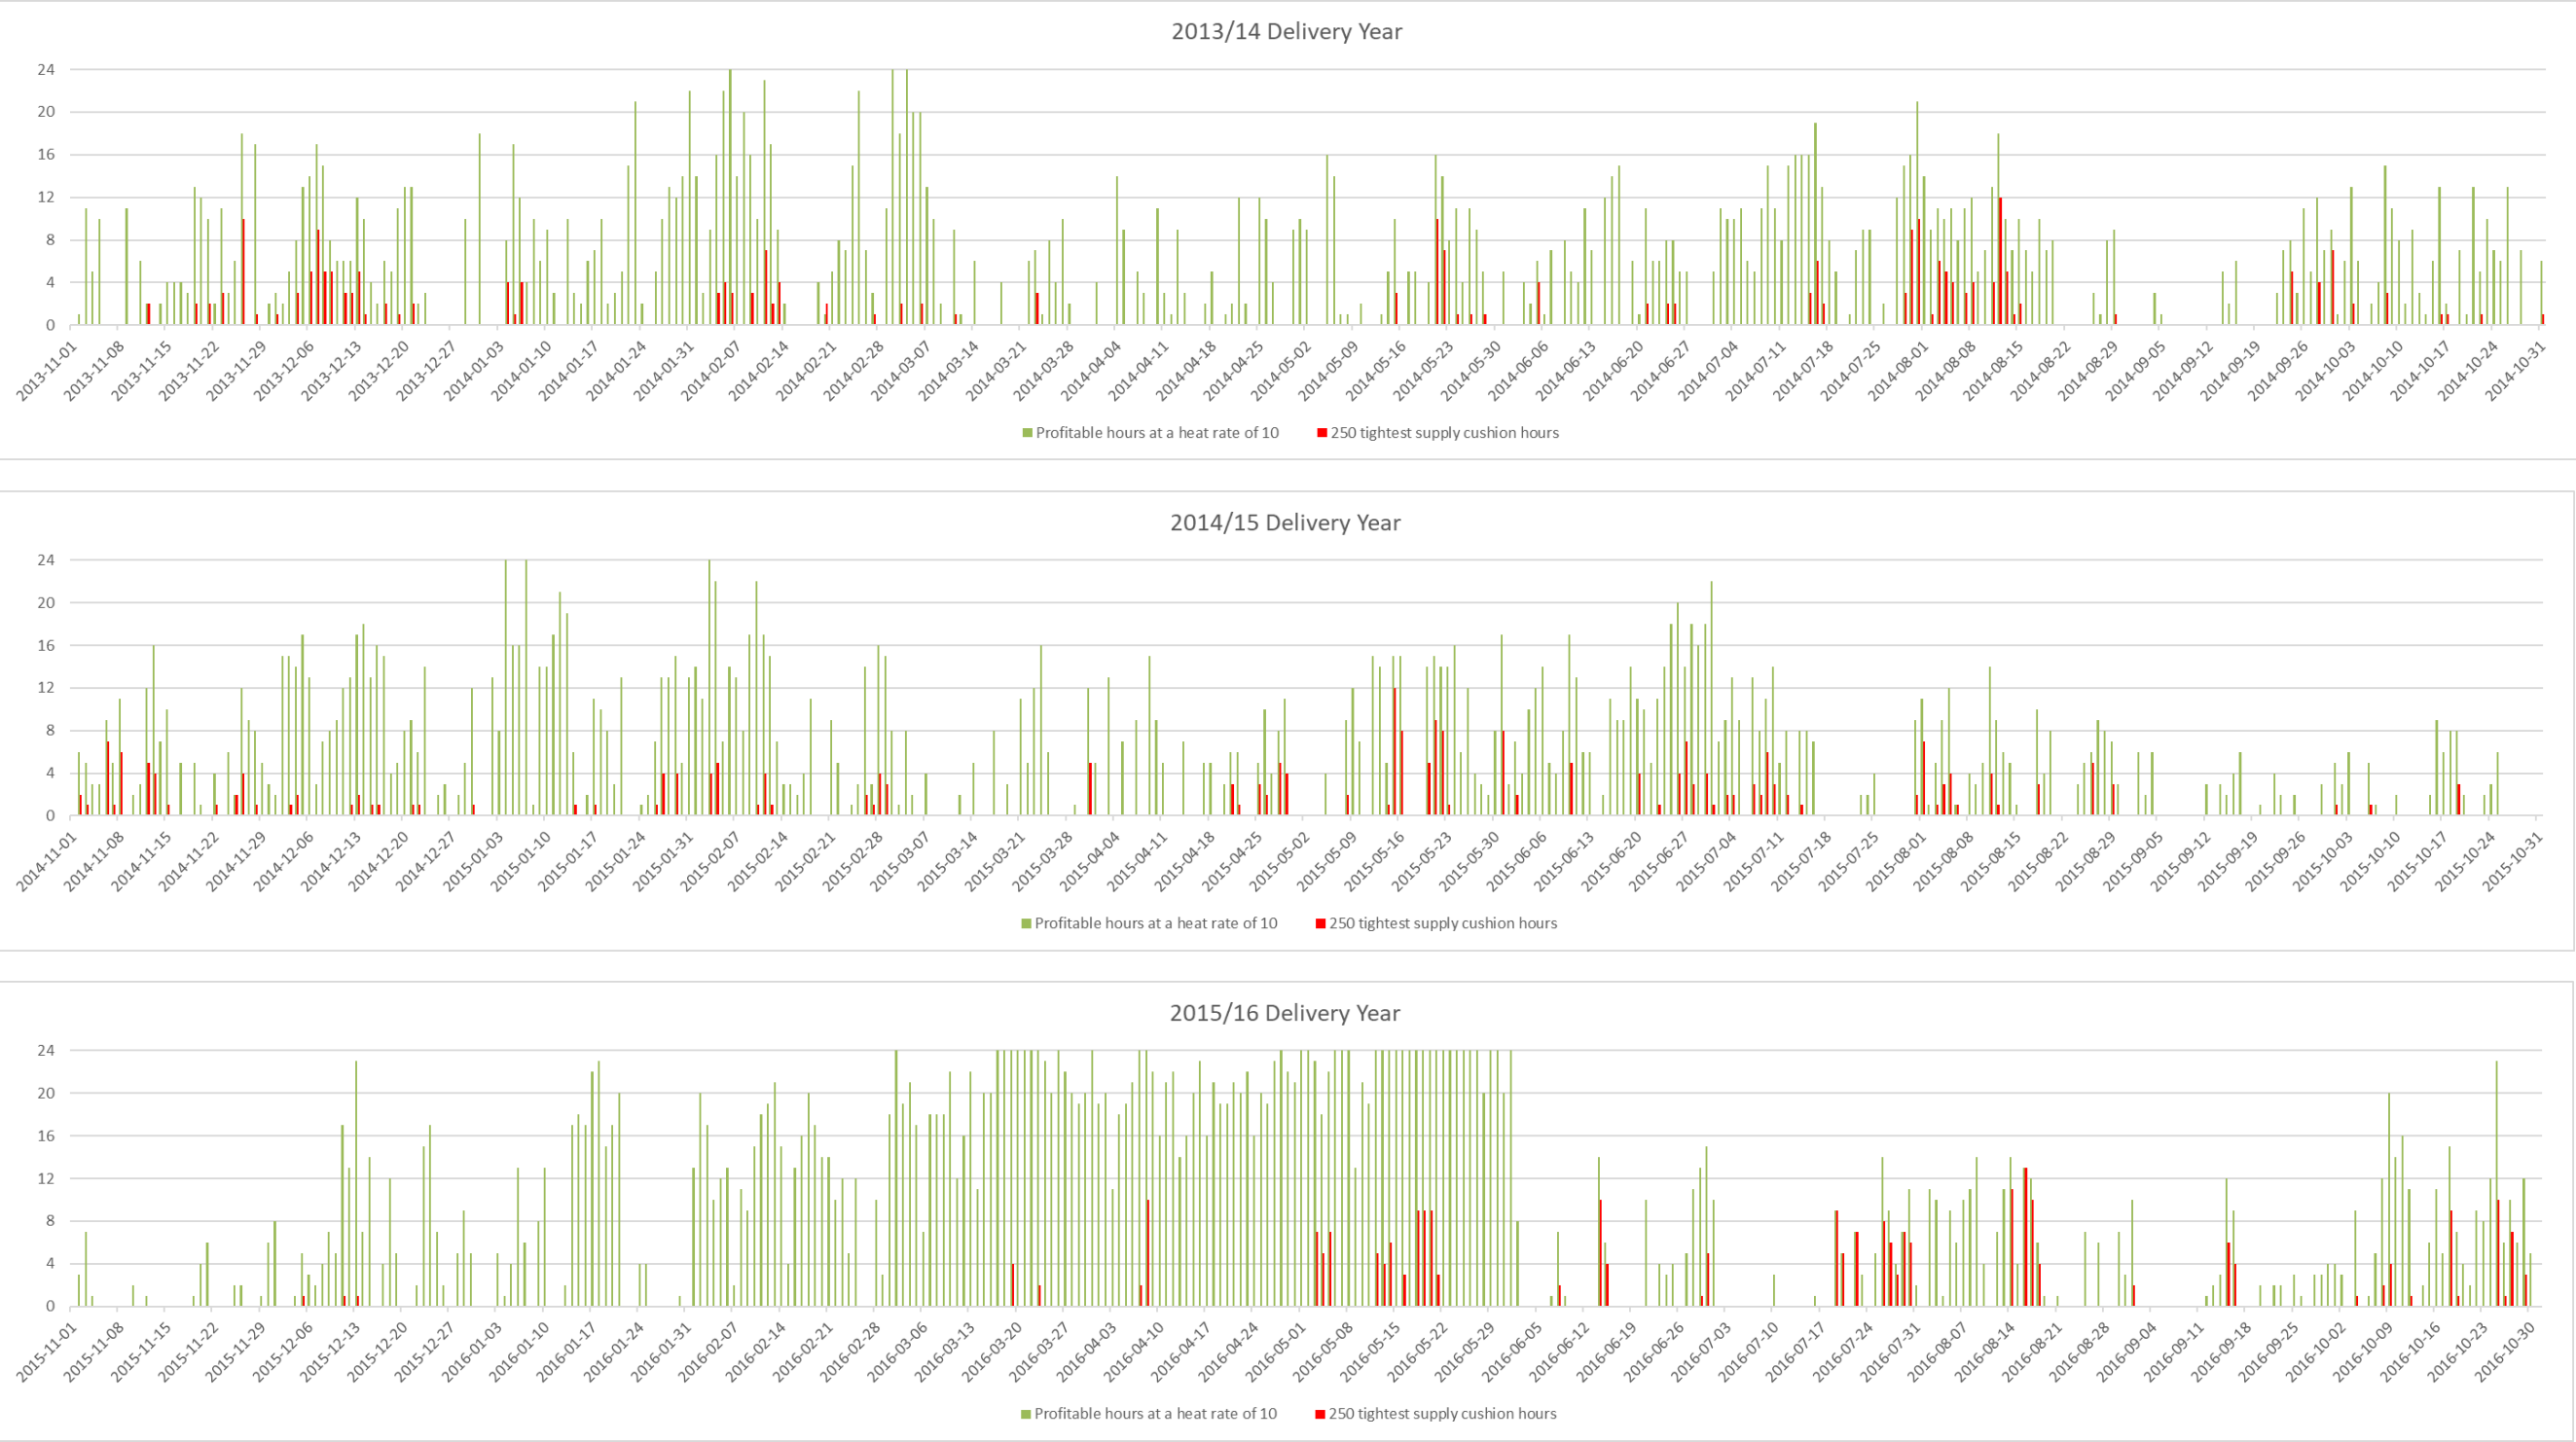 2013/14 Delivery Year
24
20
16
12
8
4
0
2013-11-01 2013-11-08 2013-11-15 2013-11-22 2013-11-29 2013-12-06 2013-12-13 2013-12-20 2013-12-27 2014-01-03 2014-01-10 2014-01-17 2014-01-24 2014-01-31 2014-02-07 2014-02-14 2014-02-21 2014-02-28 2014-03-07 2014-03-14 2014-03-21 2014-03-28 2014-04-04 2014-04-11 2014-04-18 2014-04-25 2014-05-02 2014-05-09 2014-05-16 2014-05-23 2014-05-30 2014-06-06 2014-06-13 2014-06-20 2014-06-27 2014-07-04 2014-07-11 2014-07-18 2014-07-25 2014-08-01 2014-08-08 2014-08-15 2014-08-22 2014-08-29 2014-09-05 2014-09-12 2014-09-19 2014-09-26 2014-10-03 2014-10-10 2014-10-17 2014-10-24 2014-10-31
Profitable hours at a heat rate of 10 250 tightest supply cushion hours
2014/15 Delivery Year
24
20
16
12
8
4
0
2014-11-01 2014-11-08 2014-11-15 2014-11-22 2014-11-29 2014-12-06 2014-12-13 2014-12-20 2014-12-27 2015-01-03 2015-01-10 2015-01-17 2015-01-24 2015-01-31 2015-02-07 2015-02-14 2015-02-21 2015-02-28 2015-03-07 2015-03-14 2015-03-21 2015-03-28 2015-04-04 2015-04-11 2015-04-18 2015-04-25 2015-05-02 2015-05-09 2015-05-16 2015-05-23 2015-05-30 2015-06-06 2015-06-13 2015-06-20 2015-06-27 2015-07-04 2015-07-11 2015-07-18 2015-07-25 2015-08-01 2015-08-08 2015-08-15 2015-08-22 2015-08-29 2015-09-05 2015-09-12 2015-09-19 2015-09-26 2015-10-03 2015-10-10 2015-10-17 2015-10-24 2015-10-31
Profitable hours at a heat rate of 10 250 tightest supply cushion hours
2015/16 Delivery Year
24
20
16
12
8
4
0
2015-11-01 2015-11-08 2015-11-15 2015-11-22 2015-11-29 2015-12-06 2015-12-13 2015-12-20 2015-12-27 2016-01-03 2016-01-10 2016-01-17 2016-01-24 2016-01-31 2016-02-07 2016-02-14 2016-02-21 2016-02-28 2016-03-06 2016-03-13 2016-03-20 2016-03-27 2016-04-03 2016-04-10 2016-04-17 2016-04-24 2016-05-01 2016-05-08 2016-05-15 2016-05-22 2016-05-29 2016-06-05 2016-06-12 2016-06-19 2016-06-26 2016-07-03 2016-07-10 2016-07-17 2016-07-24 2016-07-31 2016-08-07 2016-08-14 2016-08-21 2016-08-28 2016-09-04 2016-09-11 2016-09-18 2016-09-25 2016-10-02 2016-10-09 2016-10-16 2016-10-23 2016-10-30
Profitable hours at a heat rate of 10 250 tightest supply cushion hours